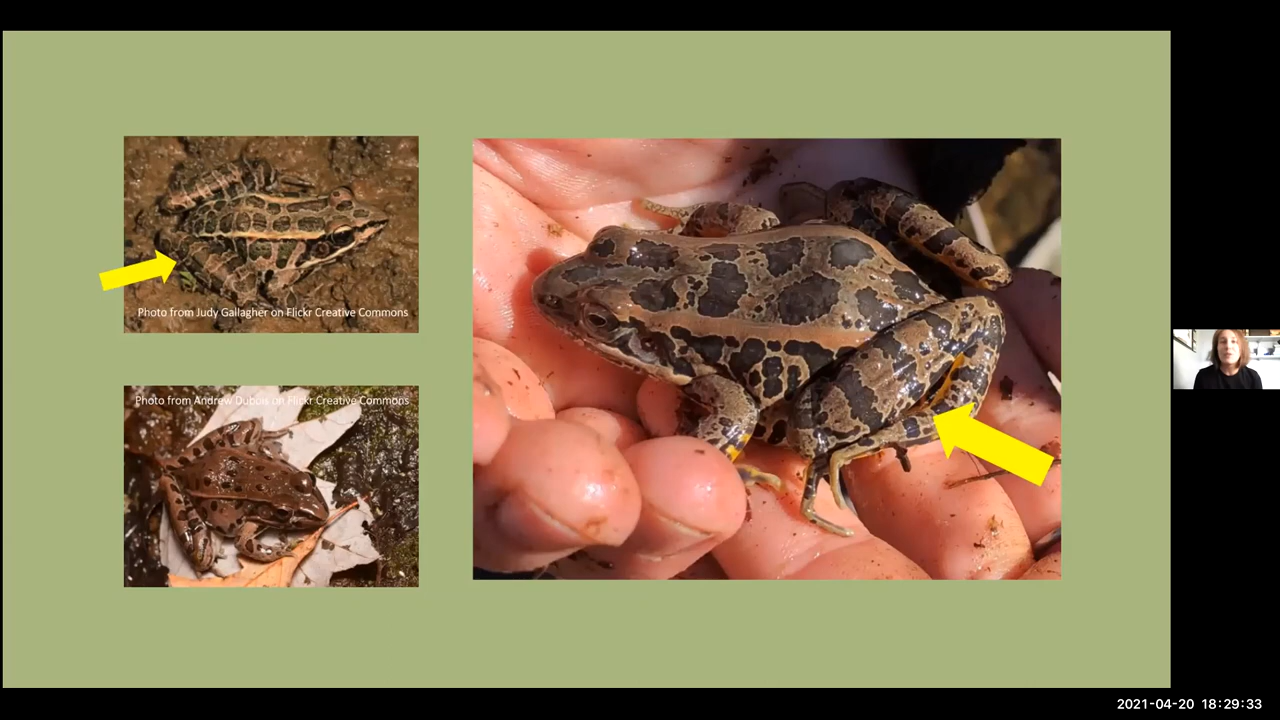 Photo from Judy Gallagher on Flickr Creative Commons
Photo from Andrew Dubois on Flickr Creative Commons
2021-04-20 18:29:33